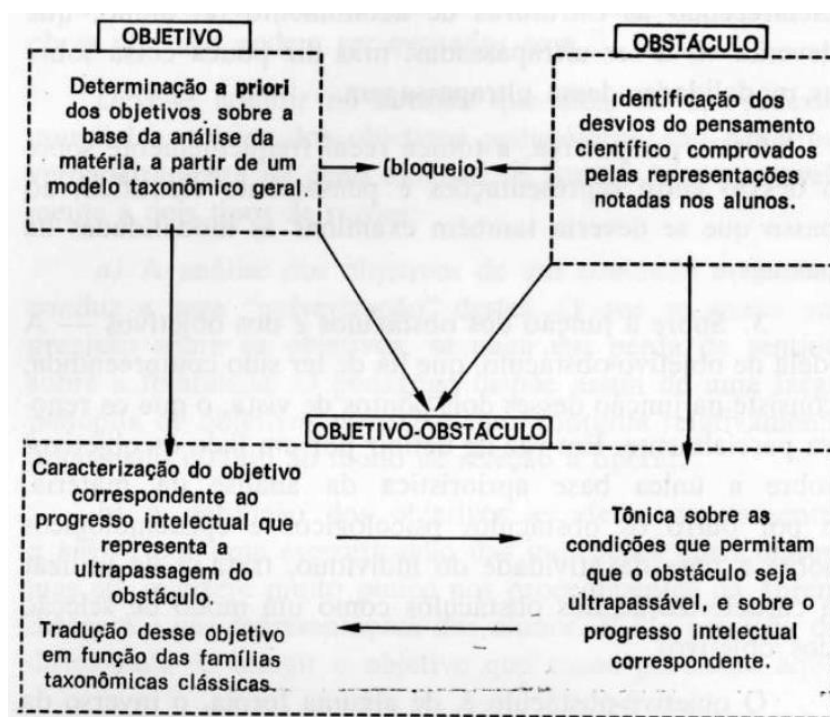 OBJETIVO
Determinação a priori
dos objetivos, sobre a
base da análise da
matéria, a partir de um
modelo taxonômico geral
(bloqueio)
OBSTÁCULO
Identificação dos
desvios do pensamento
científico comprovados
pelas representações
notadas nos alunos.
OBJETIVO-OBSTÁCULO
Caracterização do objetivo
correspondente ao
progresso intelectual que
representa a
ultrapassagem do
obstáculo.
Tradução desse objetivo
em função das famílias
taxonômicas clássicas.
Tônica sobre as
condições que permitam
que o obstáculo seja
ultrapassável, e sobre o
progresso intelectual
correspondente.